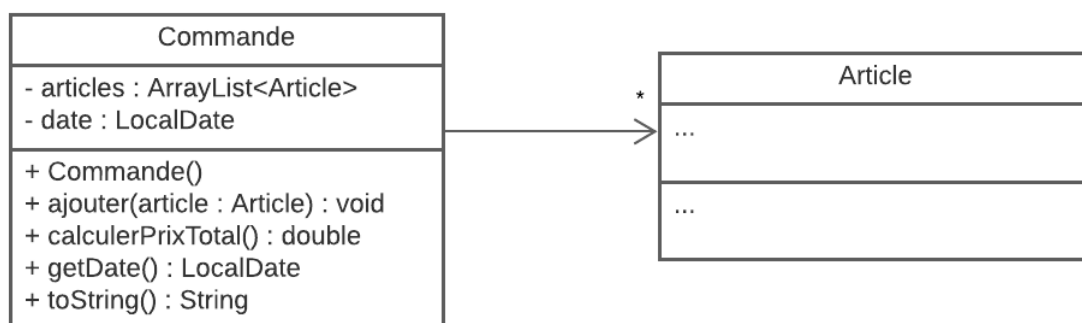 Commande
- articles : ArrayList<Article>
- date : LocalDate
+ Commande()
+ ajouter(article : Article) : void
+ calculerPrixTotal() : double
+ getDate() : LocalDate
+ toString() : String
*
Article
...
...